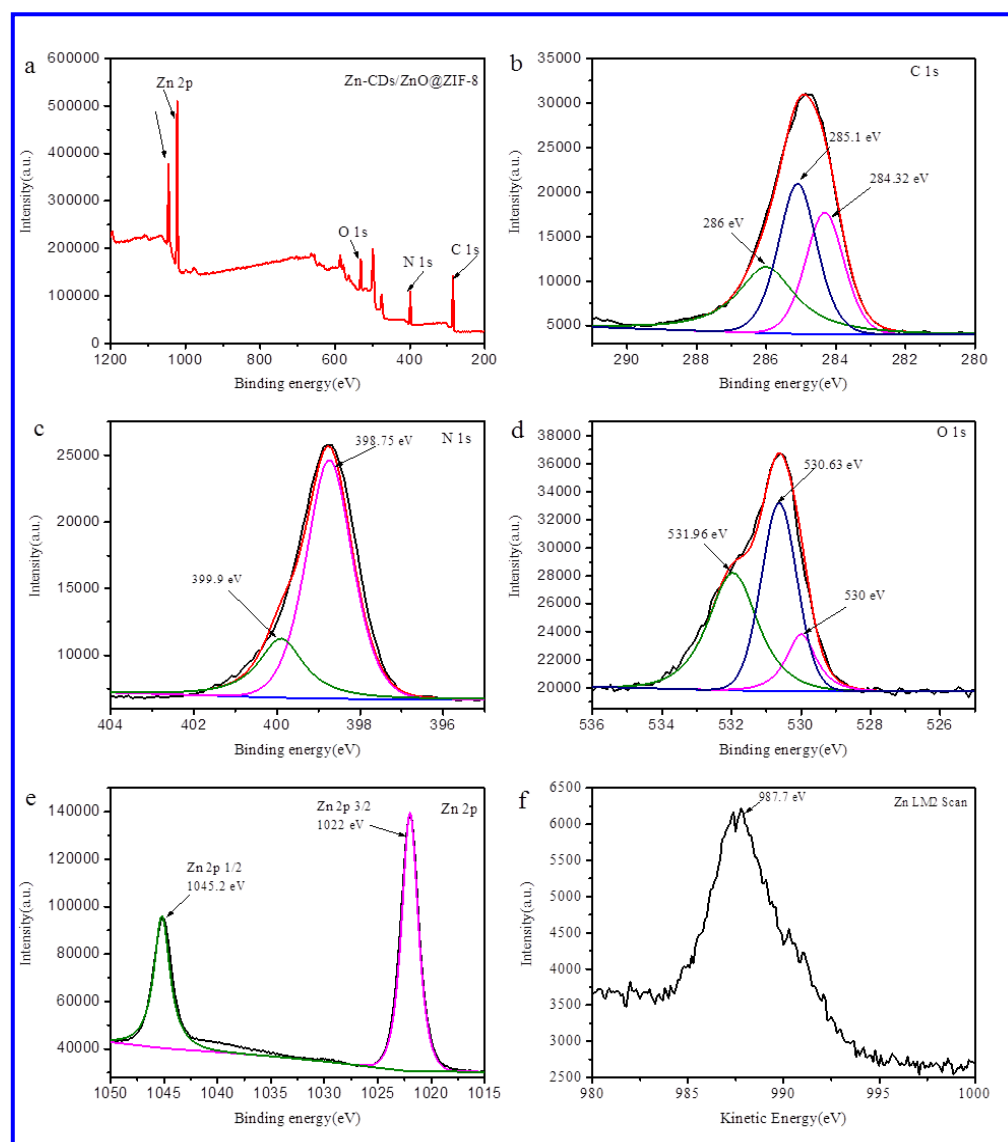 a
Zn-CDs/ZnO@ZIF-8
Zn 2p
O 1s
N 1s
C 1s
600000
500000
400000
300000
200000
100000
0
1200 1000 800 600 400 200
Intensity(a.u.)
Binding energy(eV)
b
C 1s
285.1 eV
284.32 eV
286 eV
35000
30000
25000
20000
15000
10000
5000
290 288 286 284 282 280
Intensity(a.u.)
Binding energy(eV)
c
N 1s
398.75 eV
399.9 eV
25000
20000
15000
10000
404 402 400 398 396
Intensity(a.u.)
Binding energy(eV)
d
O 1s
530.63 eV
531.96 eV
530 eV
38000
36000
34000
32000
30000
28000
26000
24000
22000
20000
536 534 532 530 528 526
Intensity(a.u.)
Binding energy(eV)
e
Zn 2p
Zn 2p 3/2
1022 eV
Zn 2p 1/2
1045.2 eV
140000
120000
100000
80000
60000
40000
1050 1045 1040 1035 1030 1025 1020 1015
Intensity(a.u.)
Binding energy(eV)
f
987.7 eV
Zn LM2 Scan
6500
6000
5500
5000
4500
4000
3500
3000
2500
980 985 990 995 1000
Intensity(a.u.)
Kinetic Energy(eV)